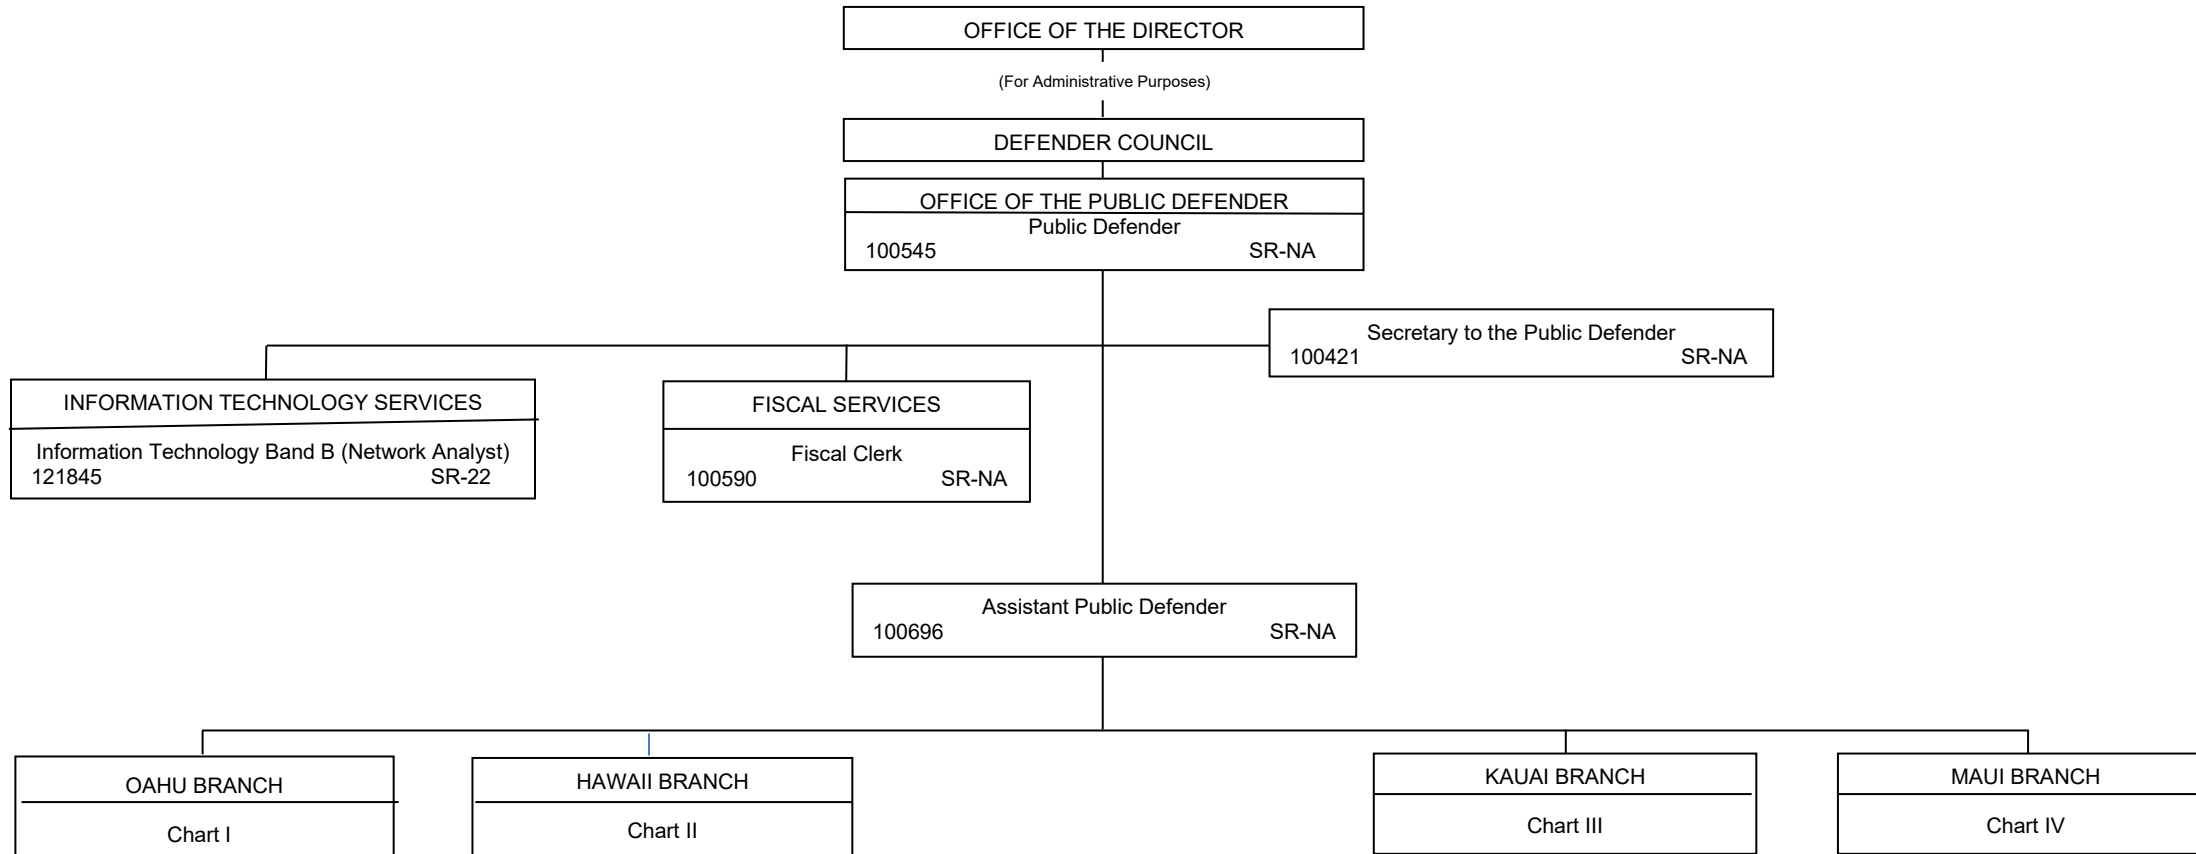 OFFICE OF THE DIRECTOR
(For Administrative Purposes)
DEFENDER COUNCIL
OFFICE OF THE PUBLIC DEFENDER
Public Defender
100545 SR-NA
Secretary to the Public Defender
100421 SR-NA
INFORMATION TECHNOLOGY SERVICES
Information Technology Band B (Network Analyst)
121845 SR-22
FISCAL SERVICES
Fiscal Clerk
100590 SR-NA
Assistant Public Defender
100696 SR-NA
OAHU BRANCH
Chart I
HAWAII BRANCH
Chart II
KAUAI BRANCH
Chart III
MAUI BRANCH
Chart IV